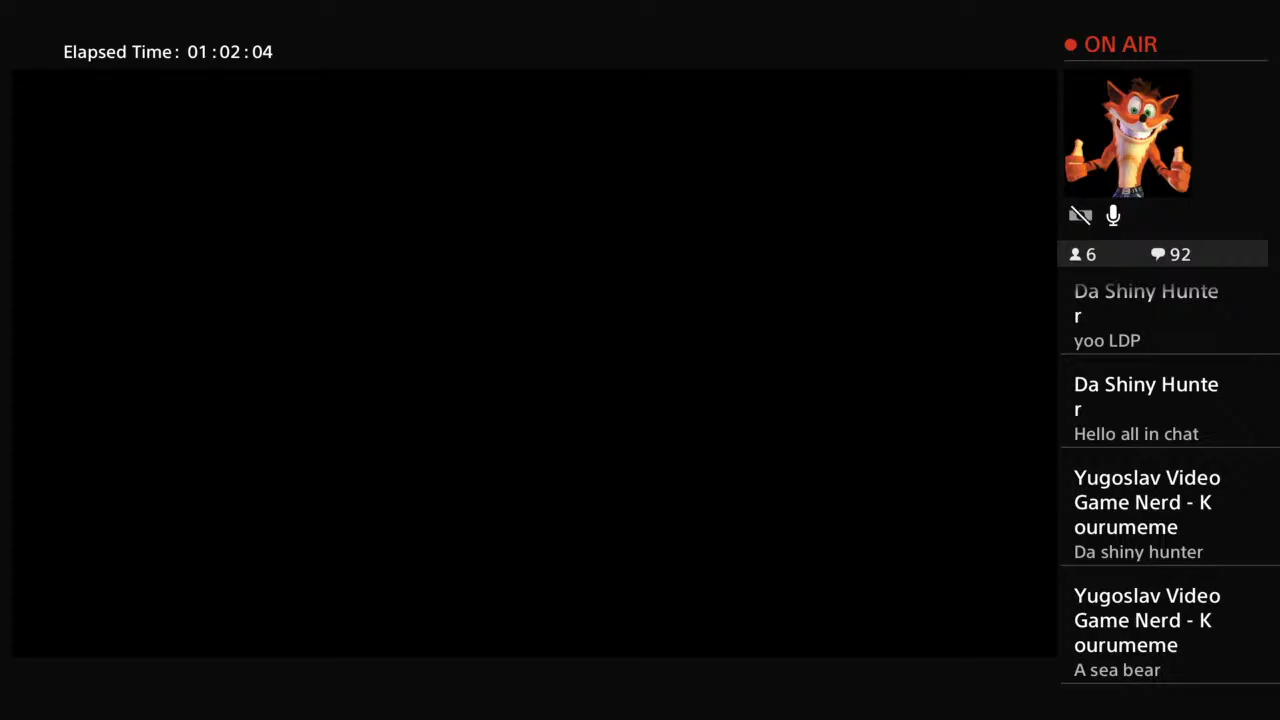 Elapsed Time: 01:02:04
ON AIR
6 92
Da Shiny Hunte
r
yoo LDP
Da Shiny Hunte
r
Hello all in chat
Yugoslav Video
Game Nerd - K
ourumeme
Da shiny hunter
Yugoslav Video
Game Nerd - K
ourumeme
A sea bear